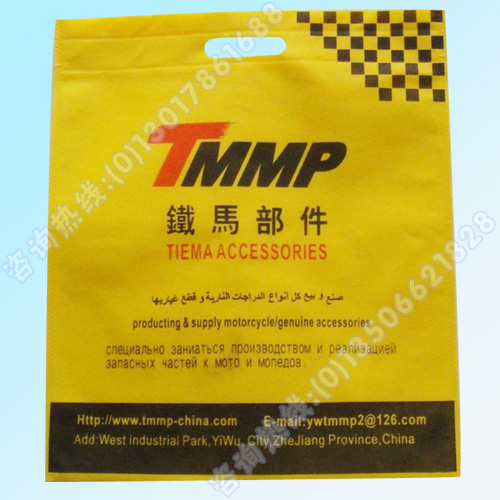 TMMP
鐵馬部件
TIEMA ACCESSORIES
صنع و بيع كل أنواع الدراجات النارية و قطع غيارها
producting & supply motorcycle/genuine accessories
специально заниаться производством и реализацией
запасных частей к мото и мопедов.
Http://www.tmmp-china.com E-mail:ywtmmp2@126.com
Add:West Industrial Park,YiWu, City,ZheJiang Province,China
咨询热线:(0)13017861688
咨询热线:(0)13506621828